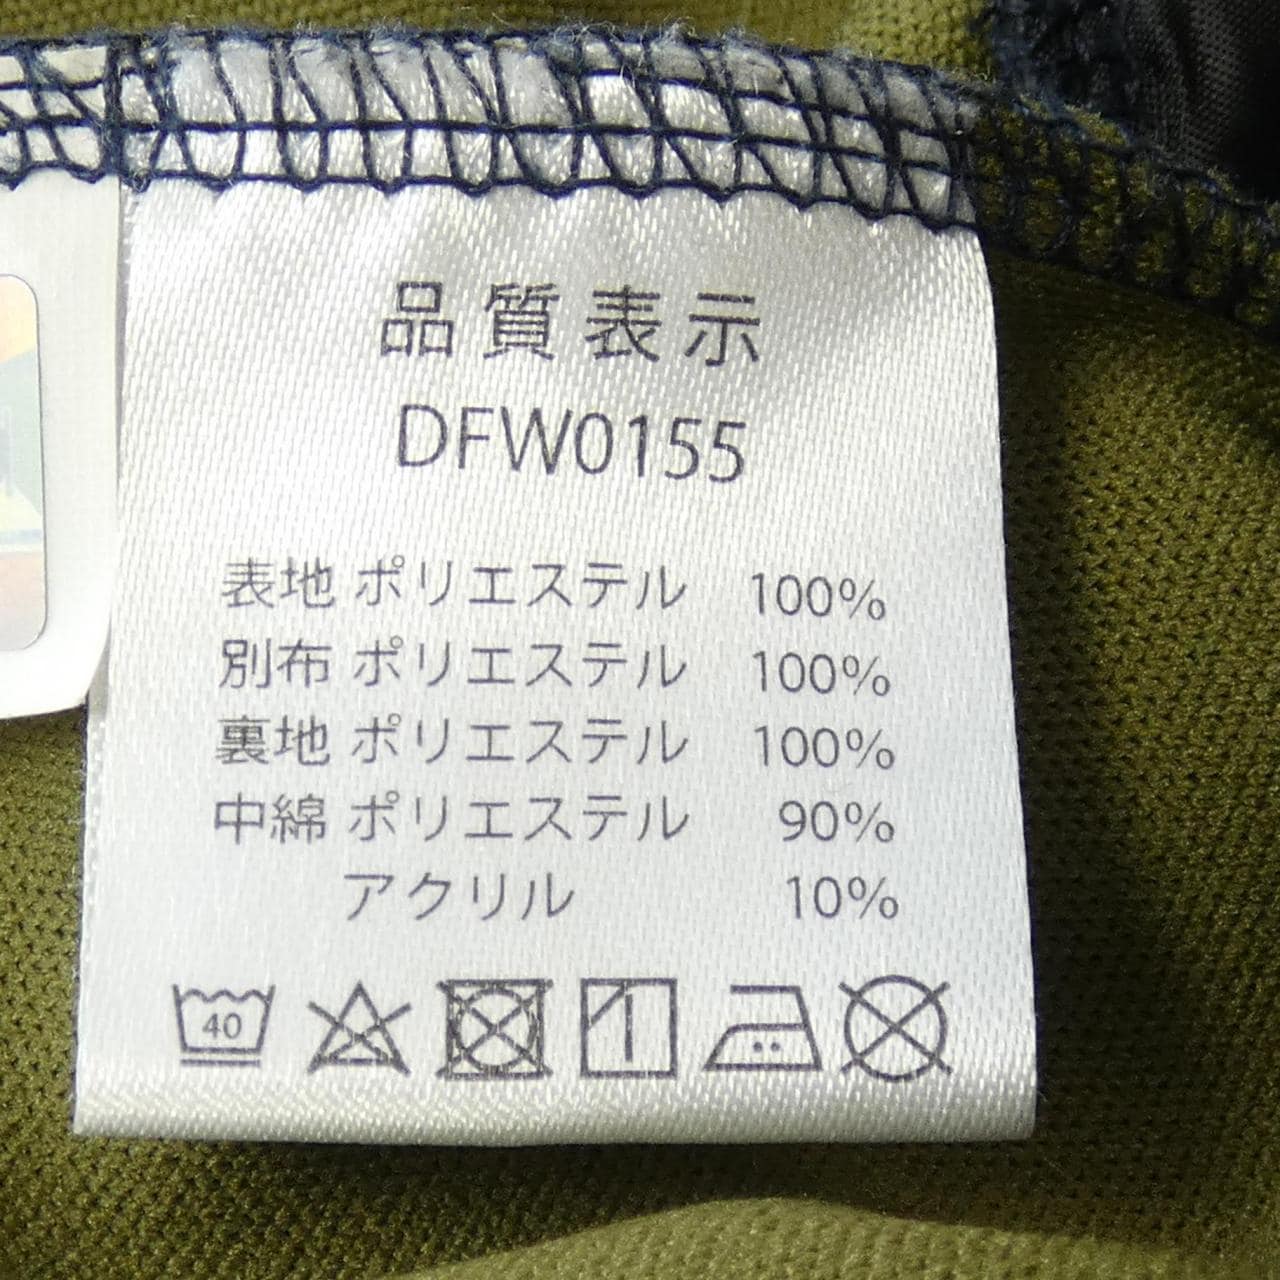 品質表示
DFW0155
表地 ポリエステル 100%
別布 ポリエステル 100%
裏地 ポリエステル 100%
中綿 ポリエステル 90%
アクリル 10%
40